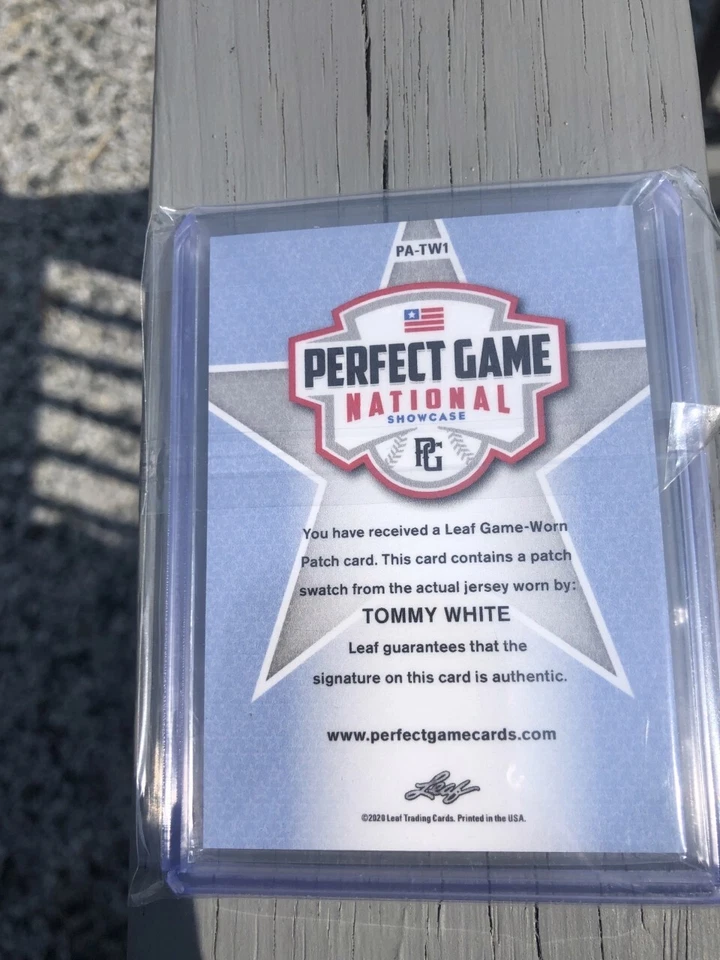 PA-TW1
PERFECT GAME
NATIONAL
SHOWCASE
PG
You have received a Leaf Game-Worn
Patch card. This card contains a patch
swatch from the actual jersey worn by:
TOMMY WHITE
Leaf guarantees that the
signature on this card is authentic.
www.perfectgamecards.com
Leaf
©2020 Leaf Trading Cards. Printed in the USA.